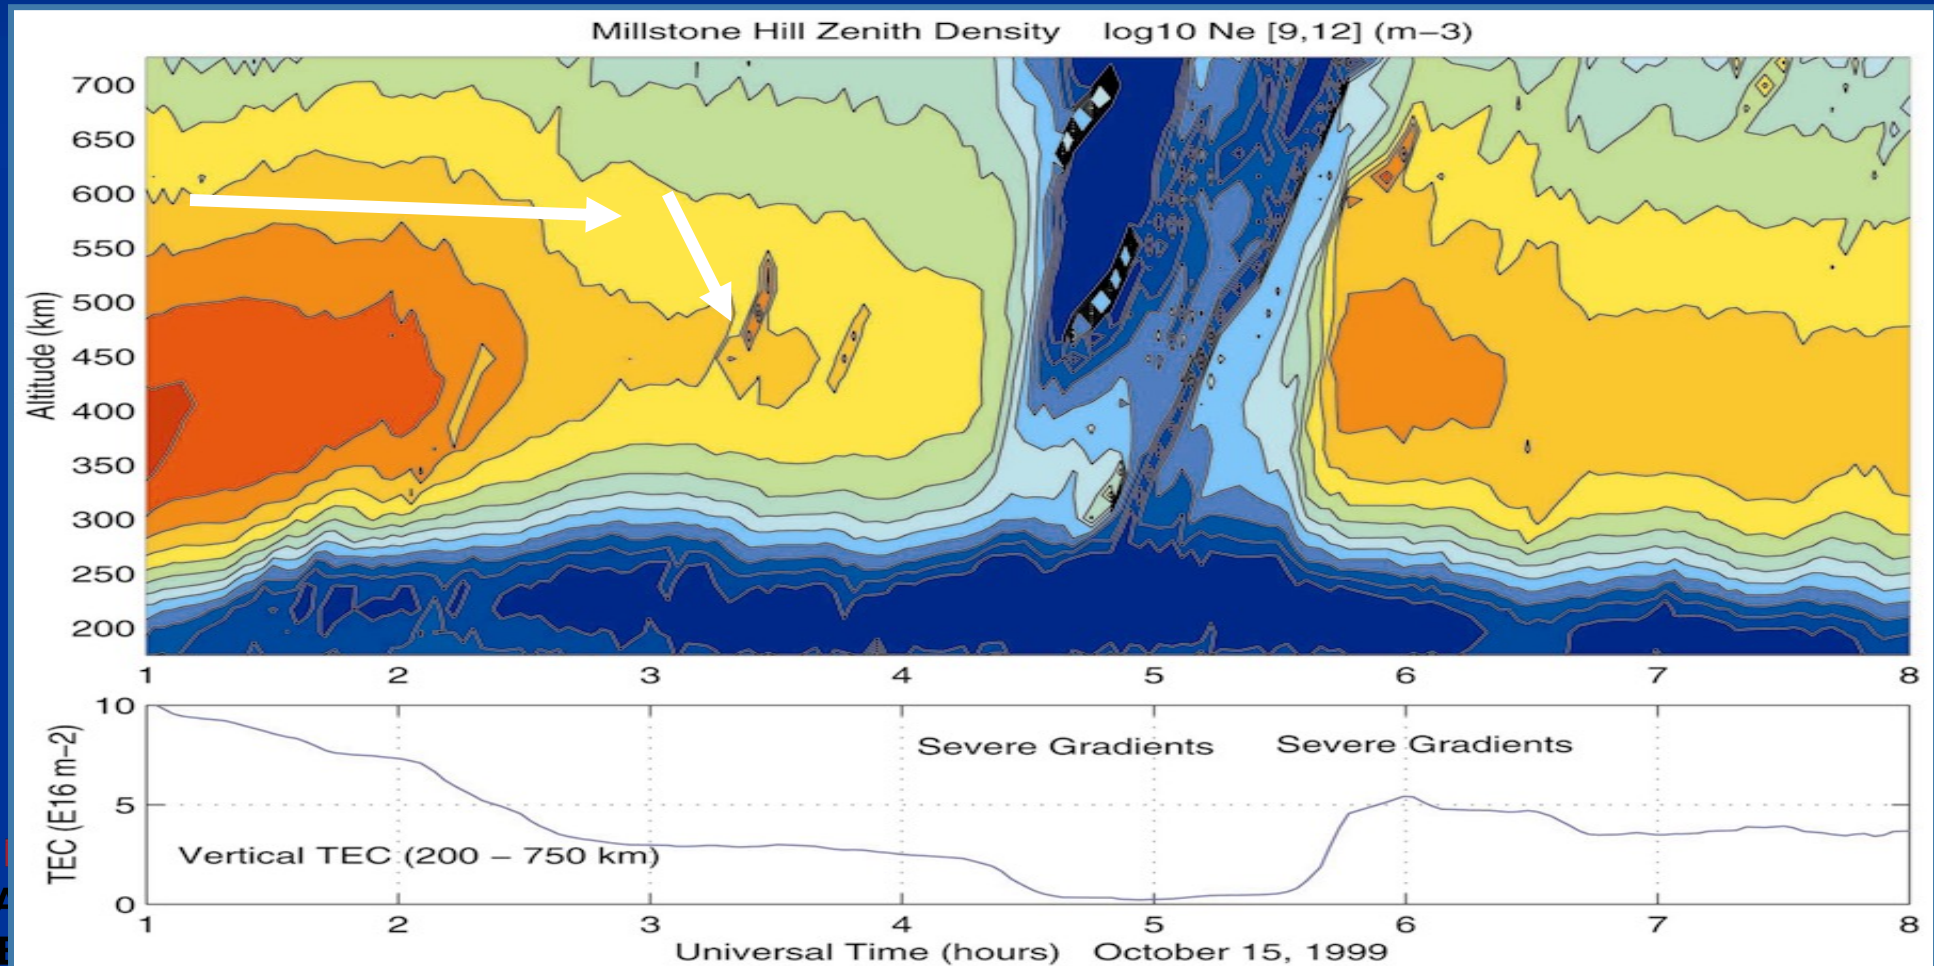 Millstone Hill Zenith Density log10 Ne [9,12] (m−3)
Altitude (km)
700
650
600
550
500
450
400
350
300
250
200
1 2 3 4 5 6 7 8
TEC (E16 m−2)
10
5
0
Severe Gradients Severe Gradients
Vertical TEC (200 − 750 km)
1 2 3 4 5 6 7 8
Universal Time (hours) October 15, 1999